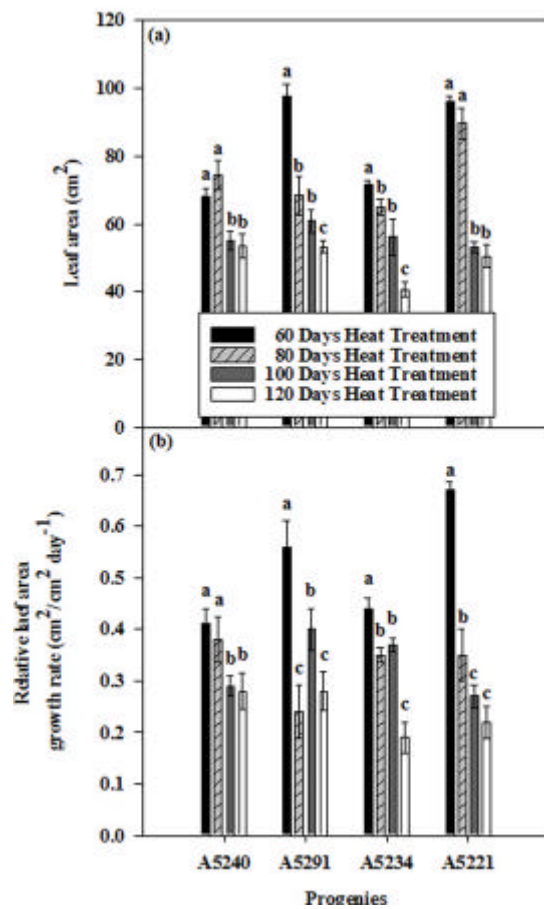 (a)
120
100
80
60
40
20
0
Leaf area (cm²)
a a b b
a b b c
a b b c
a a b b
60 Days Heat Treatment
80 Days Heat Treatment
100 Days Heat Treatment
120 Days Heat Treatment
(b)
0.7
0.6
0.5
0.4
0.3
0.2
0.1
0.0
Relative leaf area
growth rate (cm²/cm² day⁻¹)
a a b b
a c b c
a b b c
a b c c
A5240 A5291 A5234 A5221
Progenies